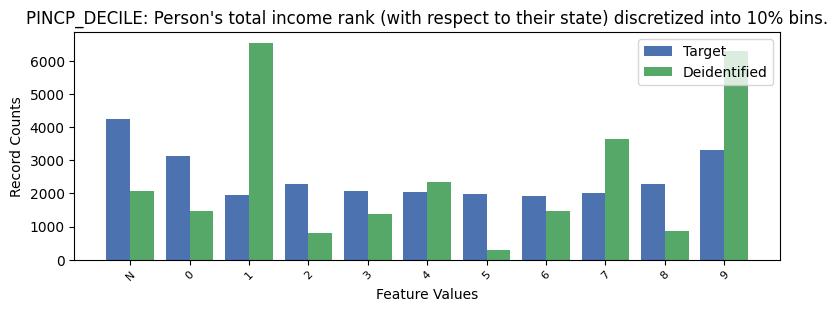 PINCP_DECILE: Person's total income rank (with respect to their state) discretized into 10% bins.
Target
Deidentified
Record Counts
6000
5000
4000
3000
2000
1000
0
N 0 1 2 3 4 5 6 7 8 9
Feature Values